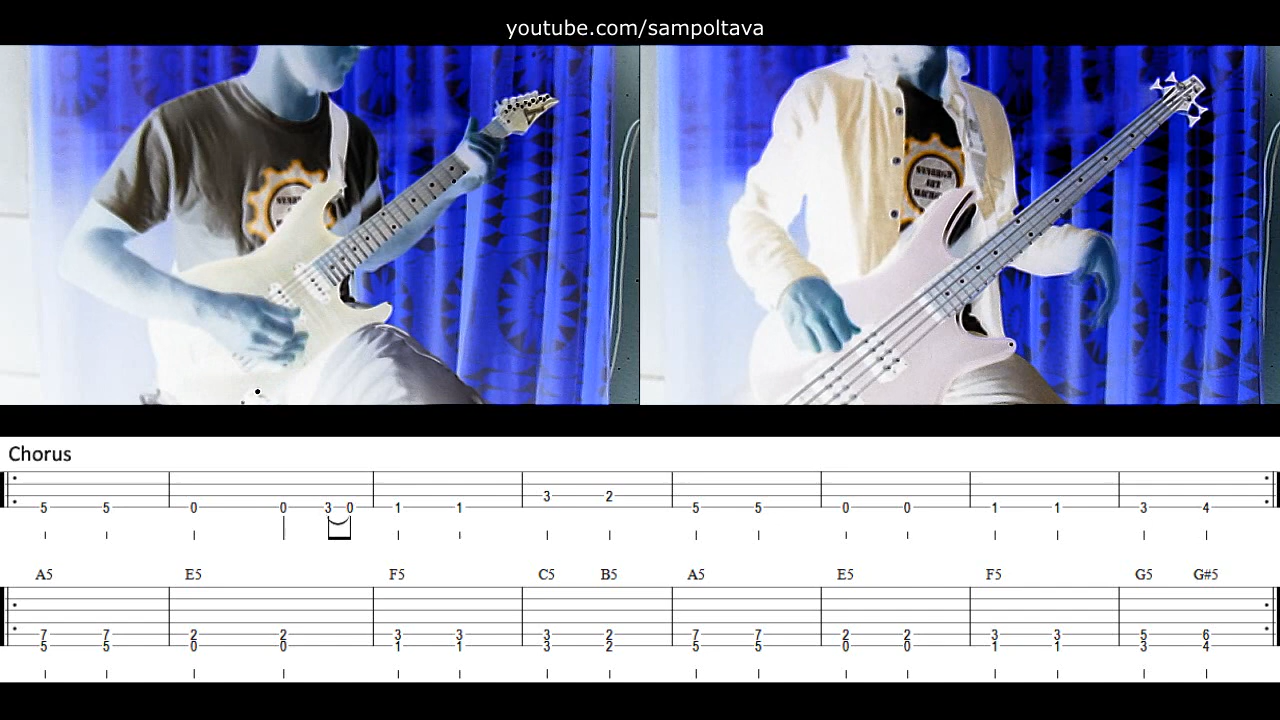 youtube.com/sampoltava
Chorus
5 5 0 0 3 0 1 1 3 2 5 5 0 0 1 1 3 4
A5 E5 F5 C5 B5 A5 E5 F5 G5 G#5
7 7 2 2 3 3 3 2 7 7 2 2 3 3 5 6
5 5 0 0 1 1 3 2 5 5 0 0 1 1 3 4